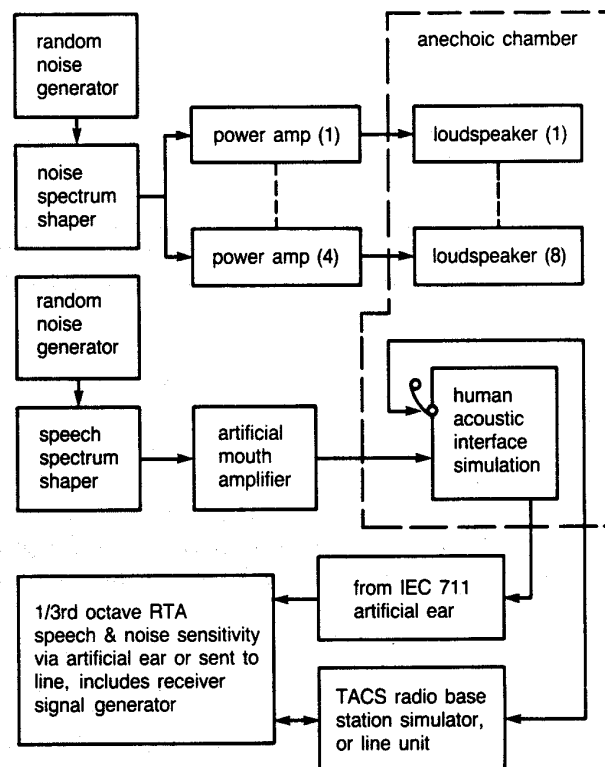 random
noise
generator
anechoic chamber
power amp (1)
loudspeaker (1)
noise
spectrum
shaper
power amp (4)
loudspeaker (8)
random
noise
generator
human
acoustic
interface
simulation
speech
spectrum
shaper
artificial
mouth
amplifier
from IEC 711
artificial ear
1/3rd octave RTA
speech & noise sensitivity
via artificial ear or sent to
line, includes receiver
signal generator
TACS radio base
station simulator,
or line unit